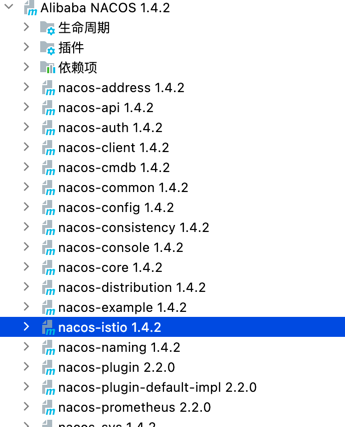 Alibaba NACOS 1.4.2
生命周期
插件
依赖项
nacos-address 1.4.2
nacos-api 1.4.2
nacos-auth 1.4.2
nacos-client 1.4.2
nacos-cmdb 1.4.2
nacos-common 1.4.2
nacos-config 1.4.2
nacos-consistency 1.4.2
nacos-console 1.4.2
nacos-core 1.4.2
nacos-distribution 1.4.2
nacos-example 1.4.2
nacos-istio 1.4.2
nacos-naming 1.4.2
nacos-plugin 2.2.0
nacos-plugin-default-impl 2.2.0
nacos-prometheus 2.2.0
nacos-sys 1.4.2